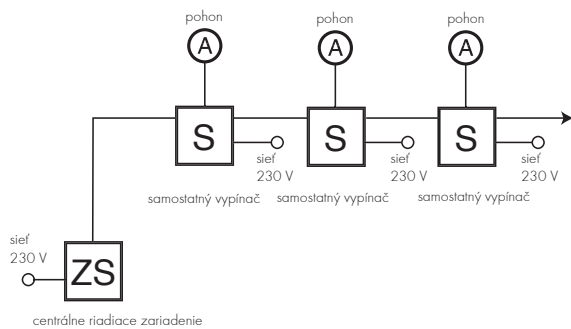 pohon
pohon
pohon
A
A
A
S
S
S
sieť
230 V
sieť
230 V
sieť
230 V
samostatný vypínač
samostatný vypínač
samostatný vypínač
sieť
230 V
ZS
centrálne riadiace zariadenie